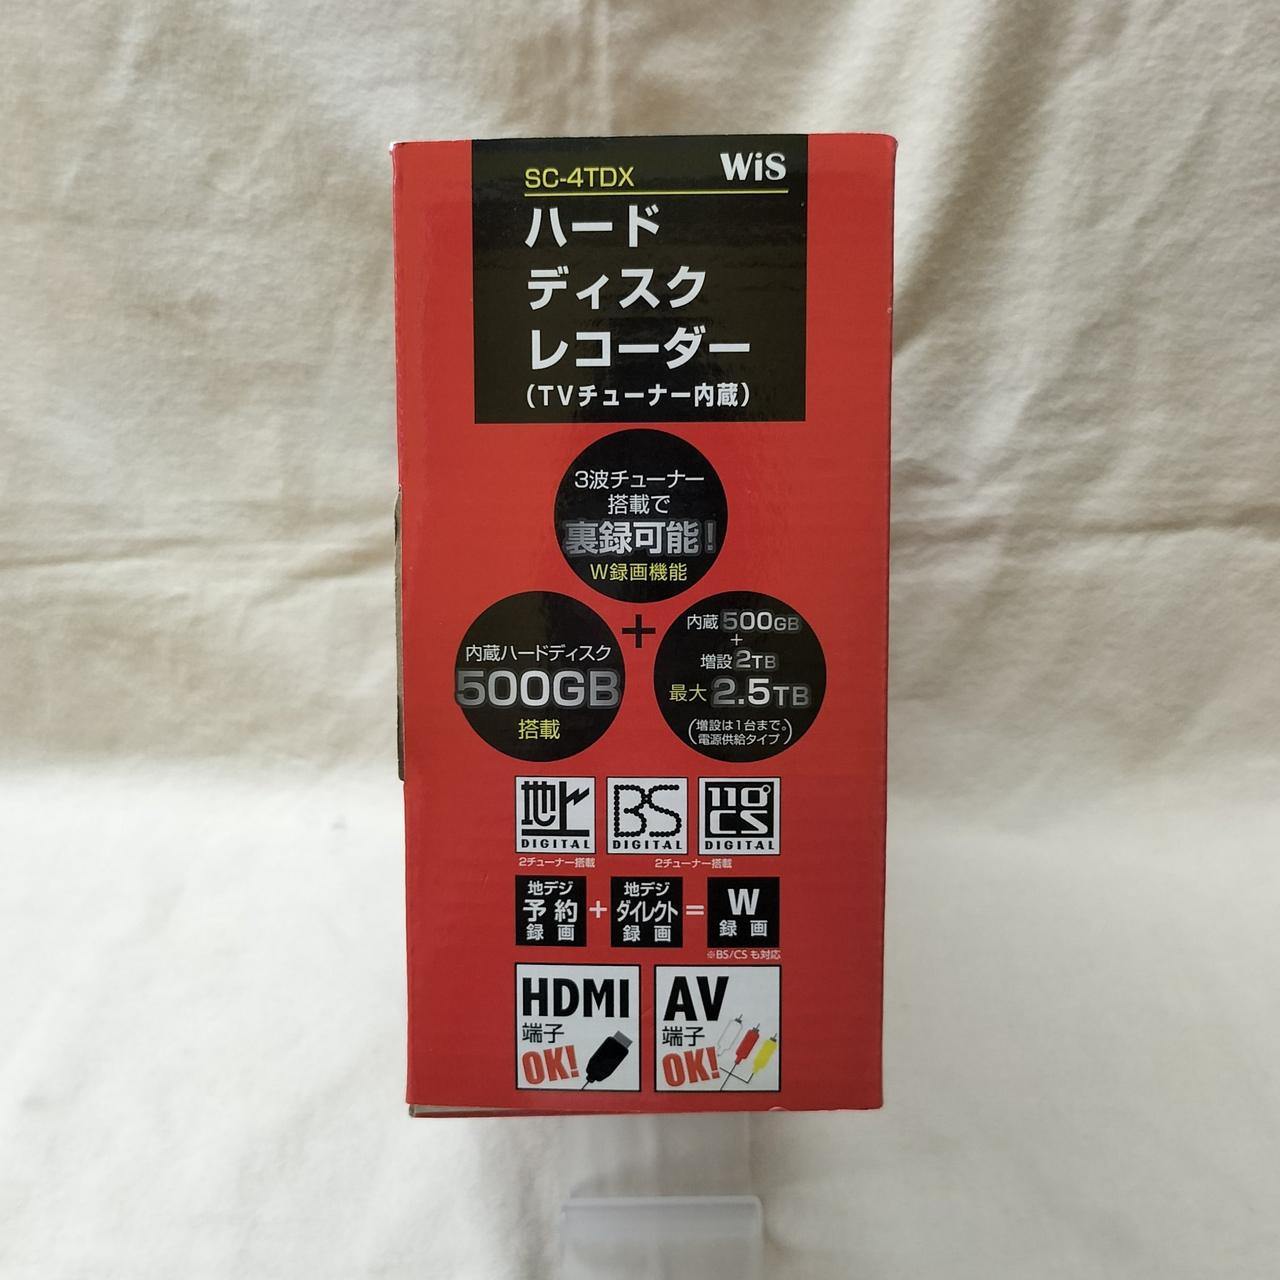 SC-4TDX WiS
ハード
ディスク
レコーダー
(TVチューナー内蔵)
3波チューナー
搭載で
裏録可能!
W録画機能
+
内蔵ハードディスク
500GB
搭載
内蔵500GB
+
増設2TB
最大2.5TB
(増設は1台まで。
電源供給タイプ)
地上
DIGITAL
BS
DIGITAL
110°
CS
DIGITAL
2チューナー搭載
2チューナー搭載
地デジ
予約
録画
+
地デジ
ダイレクト
録画
=
W
録画
※BS/CSも対応
HDMI
端子
OK!
AV
端子
OK!